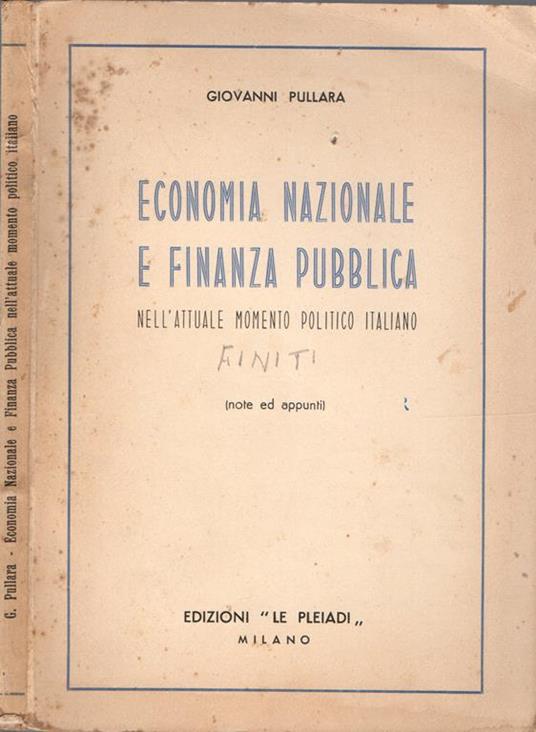 G. Pullara - Economia Nazionale e Finanza Pubblica nell'attuale momento politico italiano
GIOVANNI PULLARA
ECONOMIA NAZIONALE
E FINANZA PUBBLICA
NELL'ATTUALE MOMENTO POLITICO ITALIANO
FINITI
(note ed appunti)
EDIZIONI "LE PLEIADI„
MILANO